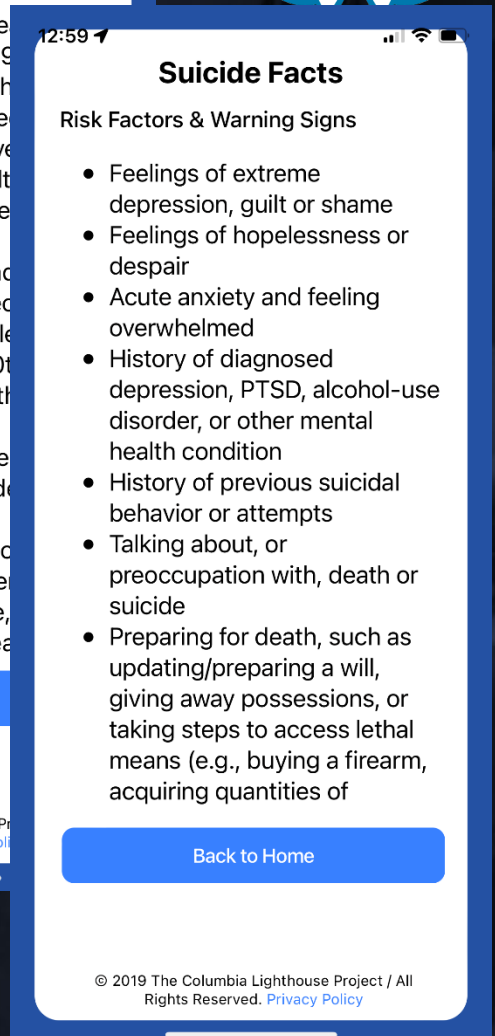 12:59
Suicide Facts
Risk Factors & Warning Signs
• Feelings of extreme
depression, guilt or shame
• Feelings of hopelessness or
despair
• Acute anxiety and feeling
overwhelmed
• History of diagnosed
depression, PTSD, alcohol-use
disorder, or other mental
health condition
• History of previous suicidal
behavior or attempts
• Talking about, or
preoccupation with, death or
suicide
• Preparing for death, such as
updating/preparing a will,
giving away possessions, or
taking steps to access lethal
means (e.g., buying a firearm,
acquiring quantities of
Back to Home
© 2019 The Columbia Lighthouse Project / All
Rights Reserved. Privacy Policy